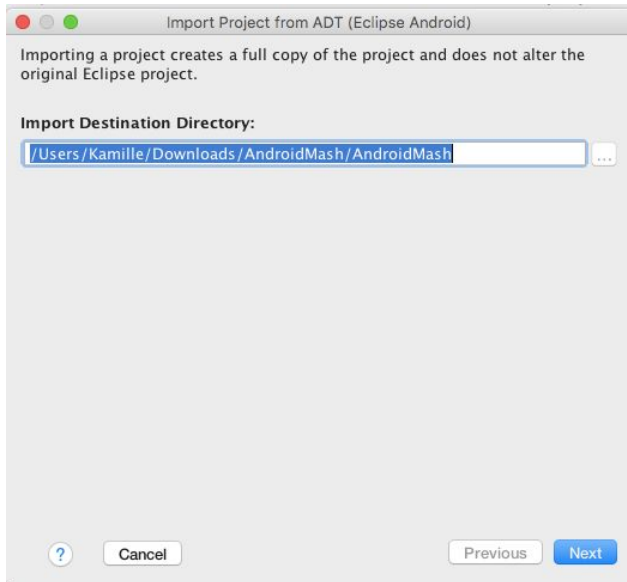 Import Project from ADT (Eclipse Android)
Importing a project creates a full copy of the project and does not alter the
original Eclipse project.
Import Destination Directory:
/Users/Kamille/Downloads/AndroidMash/AndroidMash
...
?
Cancel
Previous
Next